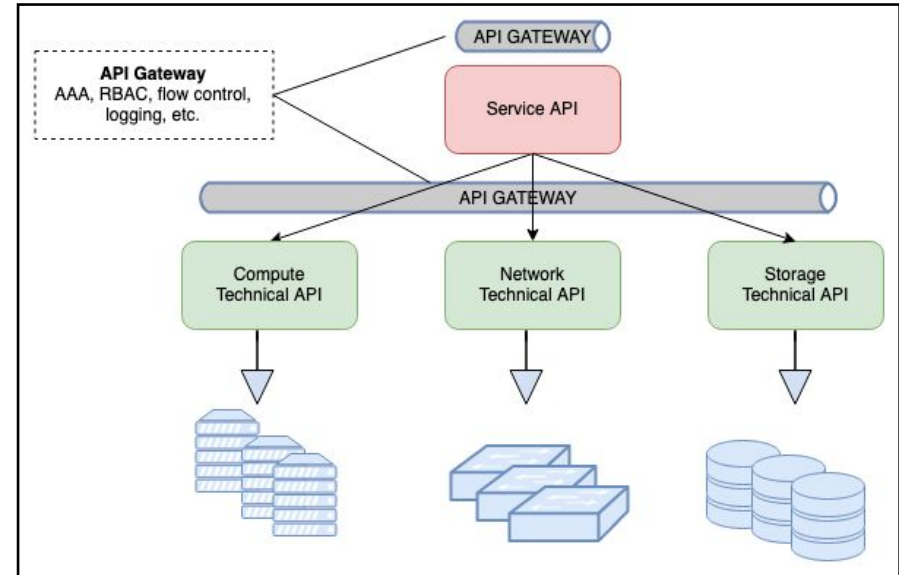 API GATEWAY
API Gateway
AAA, RBAC, flow control,
logging, etc.
Service API
API GATEWAY
Compute
Technical API
Network
Technical API
Storage
Technical API